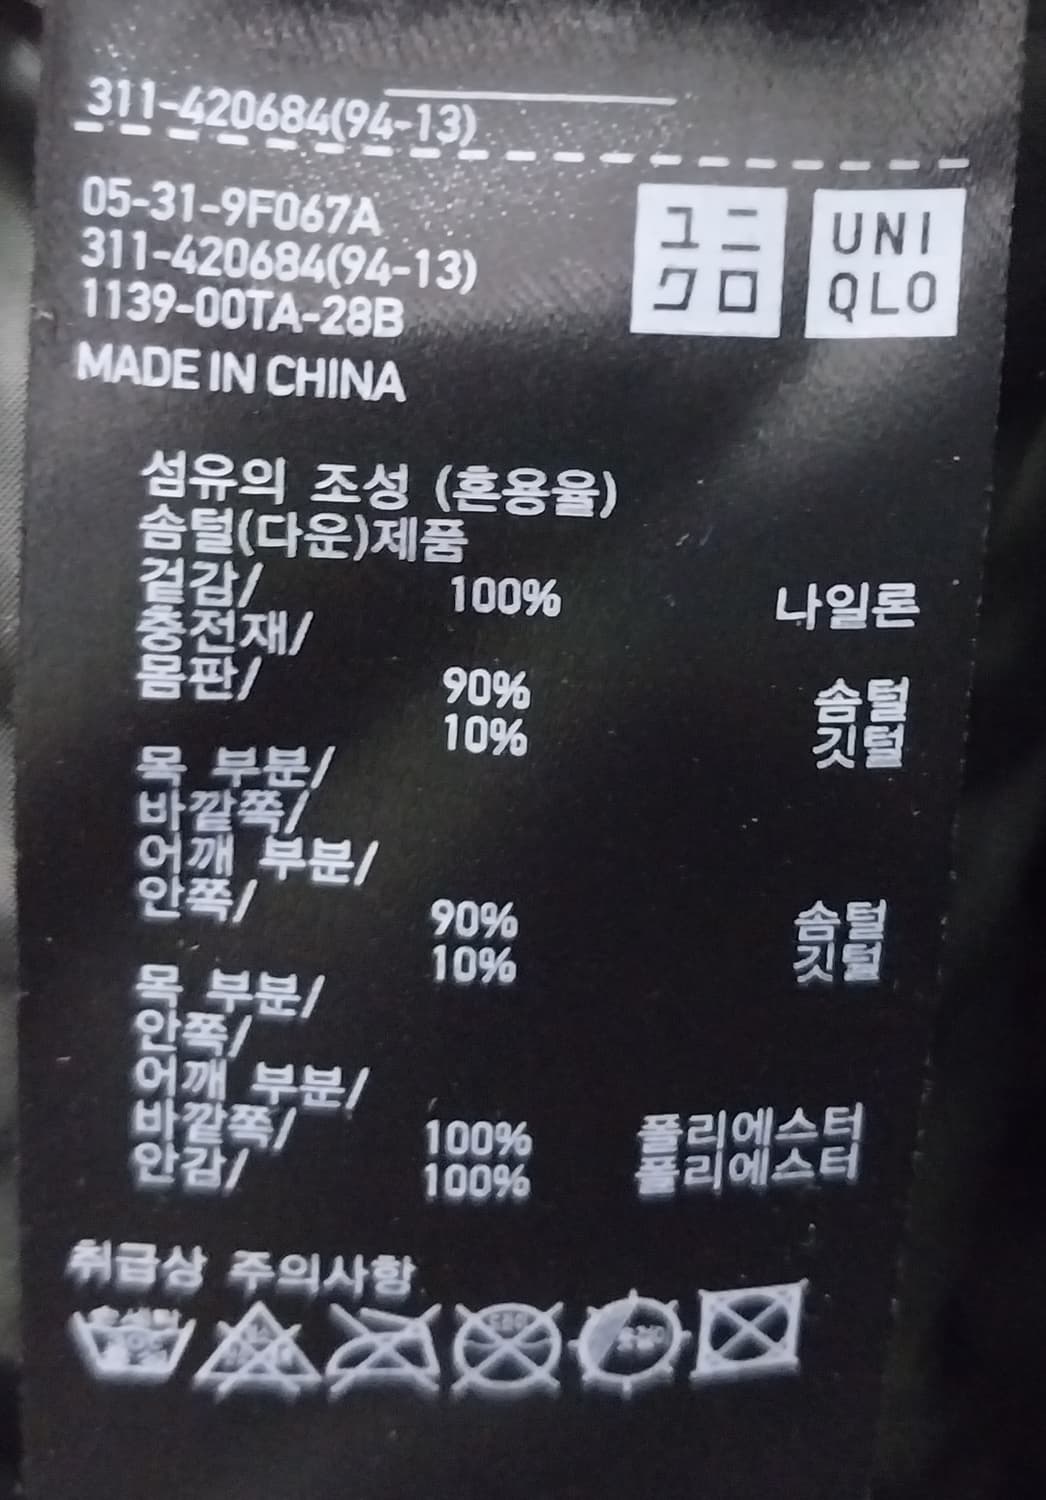 311-420684(94-13)
05-31-9F067A
311-420684(94-13)
1139-00TA-28B
MADE IN CHINA
ユニ
クロ
UNI
QLO
섬유의 조성 (혼용율)
솜털(다운)제품
겉감/ 100% 나일론
충전재/
몸판/ 90% 솜털
10% 깃털
목 부분/
바깥쪽/
어깨 부분/
안쪽/ 90% 솜털
10% 깃털
목 부분/
안쪽/
어깨 부분/
바깥쪽/ 100% 폴리에스터
안감/ 100% 폴리에스터
취급상 주의사항